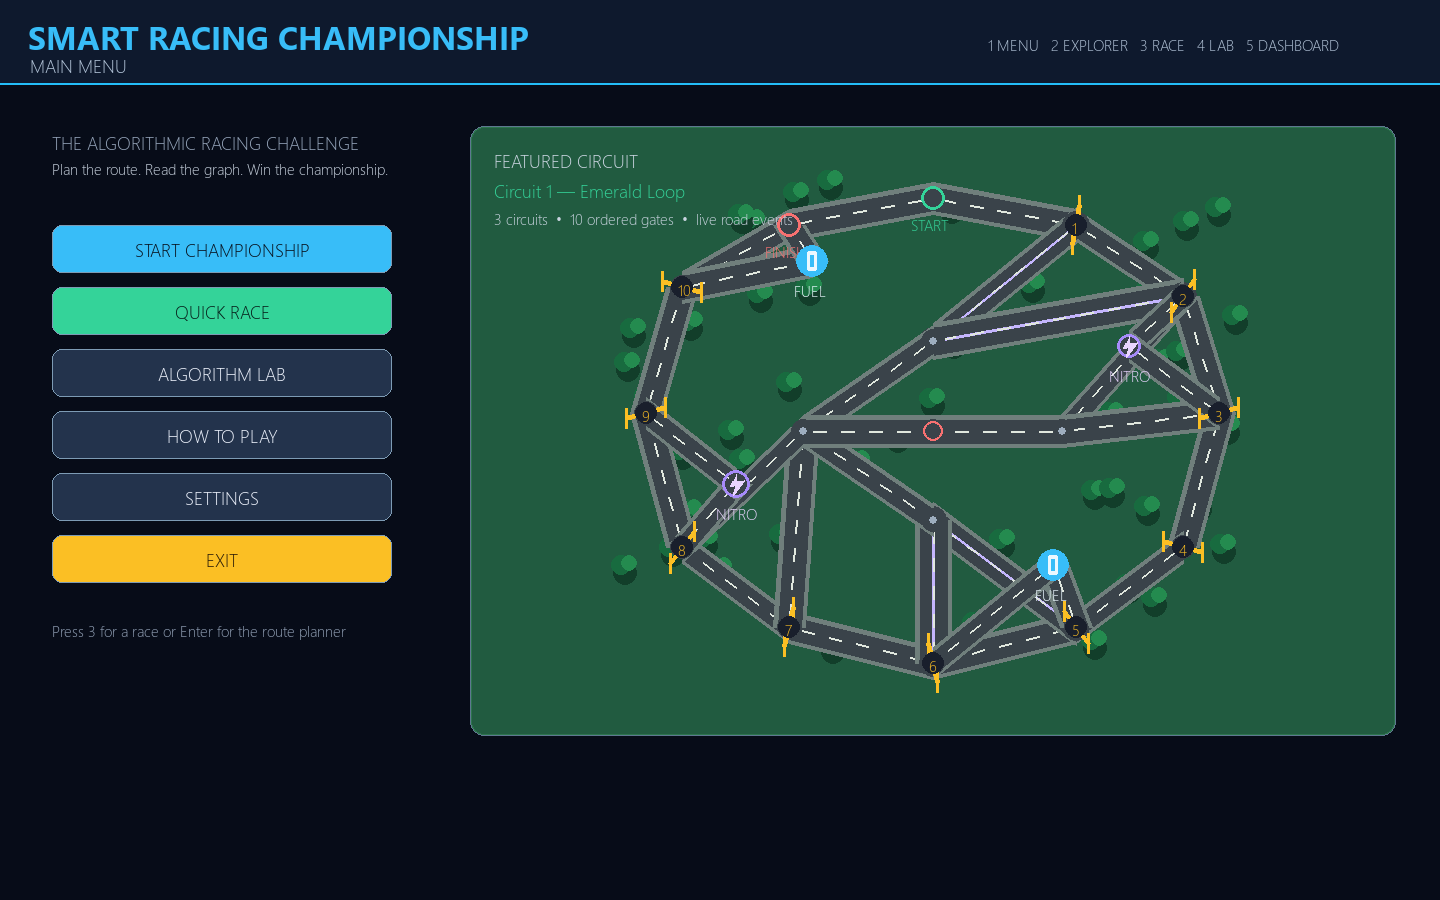 SMART RACING CHAMPIONSHIP
MAIN MENU
1 MENU 2 EXPLORER 3 RACE 4 LAB 5 DASHBOARD
THE ALGORITHMIC RACING CHALLENGE
Plan the route. Read the graph. Win the championship.
START CHAMPIONSHIP
QUICK RACE
ALGORITHM LAB
HOW TO PLAY
SETTINGS
EXIT
Press 3 for a race or Enter for the route planner
FEATURED CIRCUIT
Circuit 1 — Emerald Loop
3 circuits • 10 ordered gates • live road events
START
1
FINISH
FUEL
10
2
NITRO
3
9
NITRO
8
4
FUEL
5
7
6